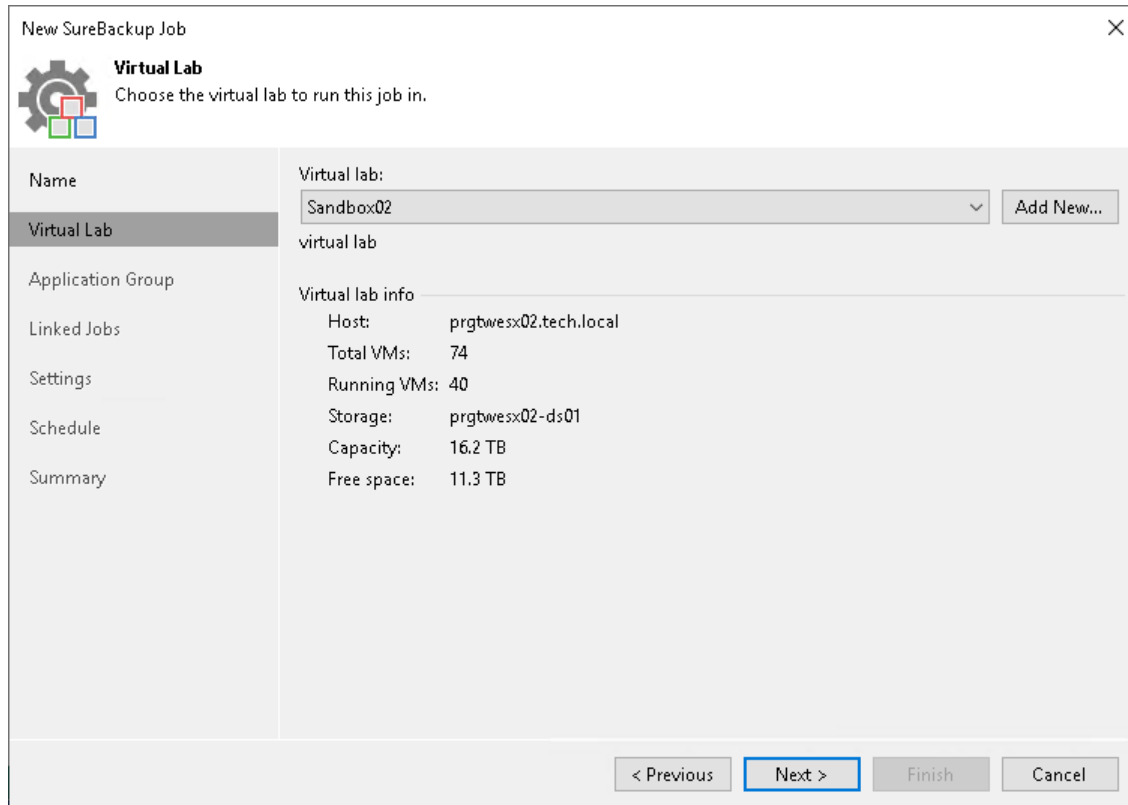 New SureBackup Job
Virtual Lab
Choose the virtual lab to run this job in.
Name
Virtual Lab
Application Group
Linked Jobs
Settings
Schedule
Summary
Virtual lab:
Sandbox02
Add New...
virtual lab
Virtual lab info
Host: prgtwesx02.tech.local
Total VMs: 74
Running VMs: 40
Storage: prgtwesx02-ds01
Capacity: 16.2 TB
Free space: 11.3 TB
< Previous Next > Finish Cancel